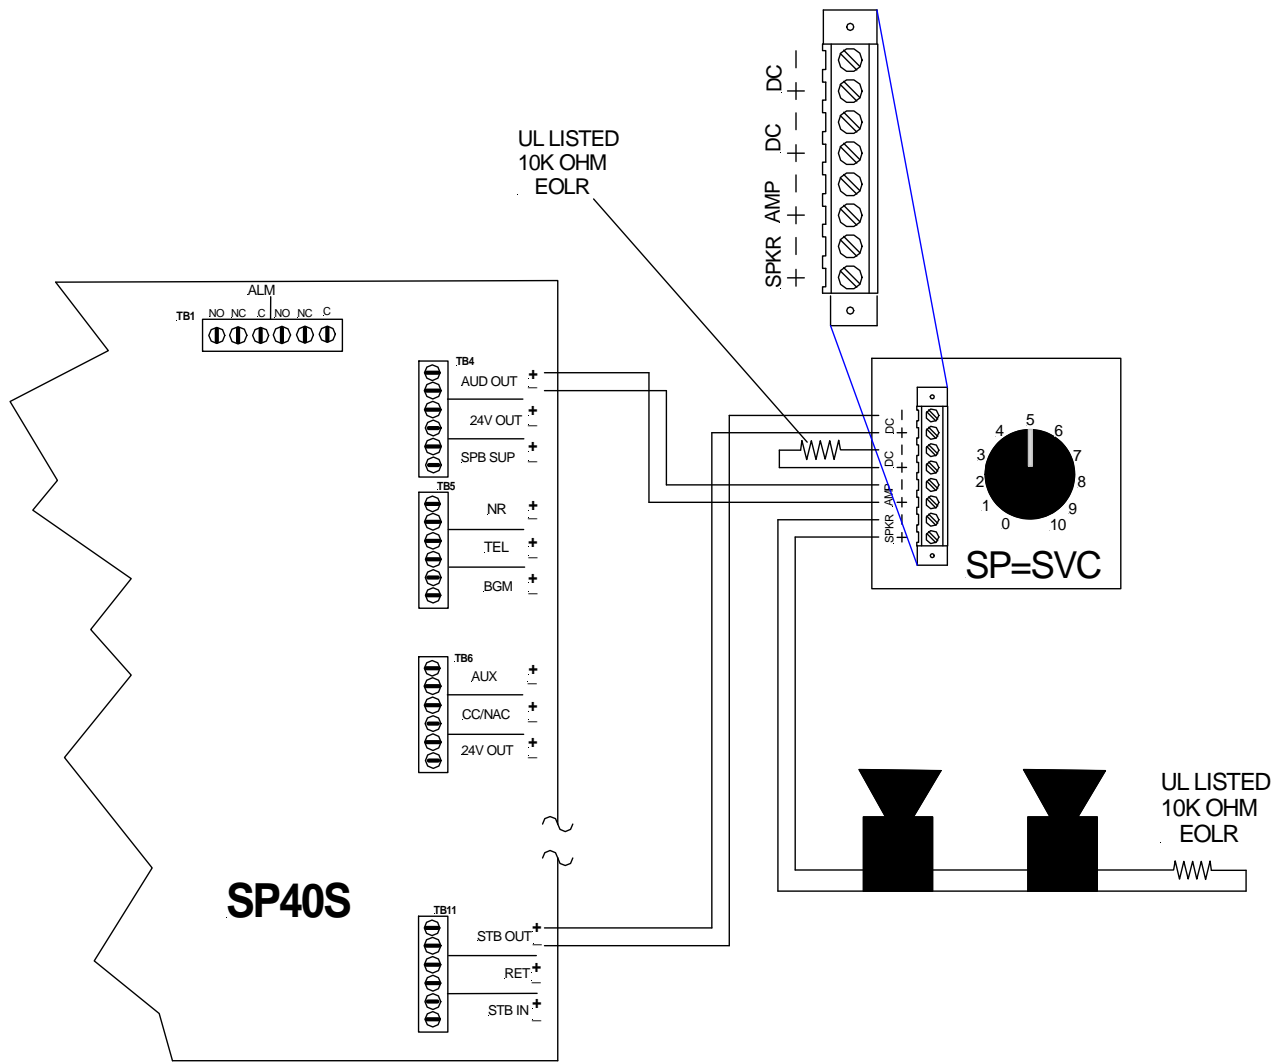 DC - +
DC - +
AMP - +
SPKR - +
UL LISTED
10K OHM
EOLR
ALM
TB1 NO NC C NO NC C
TB4
AUD OUT + -
24V OUT + -
SPB SUP + -
TB5
NR + -
TEL + -
BGM + -
TB6
AUX + -
CC/NAC + -
24V OUT + -
SP40S
TB11
STB OUT + -
RET + -
STB IN + -
DC - +
DC - +
AMP - +
SPKR - +
0 1 2 3 4 5 6 7 8 9 10
SP=SVC
UL LISTED
10K OHM
EOLR